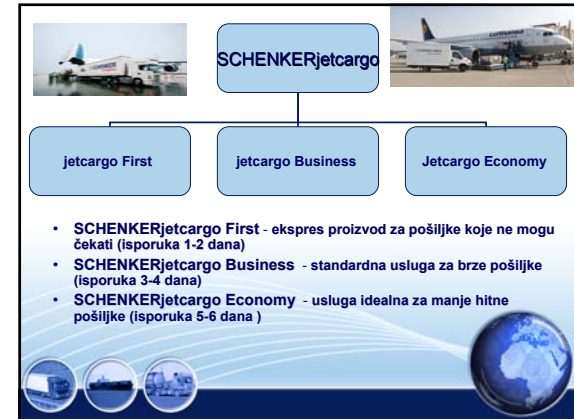 SCHENKERjetcargo
jetcargo First
jetcargo Business
Jetcargo Economy
• SCHENKERjetcargo First - ekspres proizvod za pošiljke koje ne mogu
čekati (isporuka 1-2 dana)
• SCHENKERjetcargo Business - standardna usluga za brze pošiljke
(isporuka 3-4 dana)
• SCHENKERjetcargo Economy - usluga idealna za manje hitne
pošiljke (isporuka 5-6 dana )